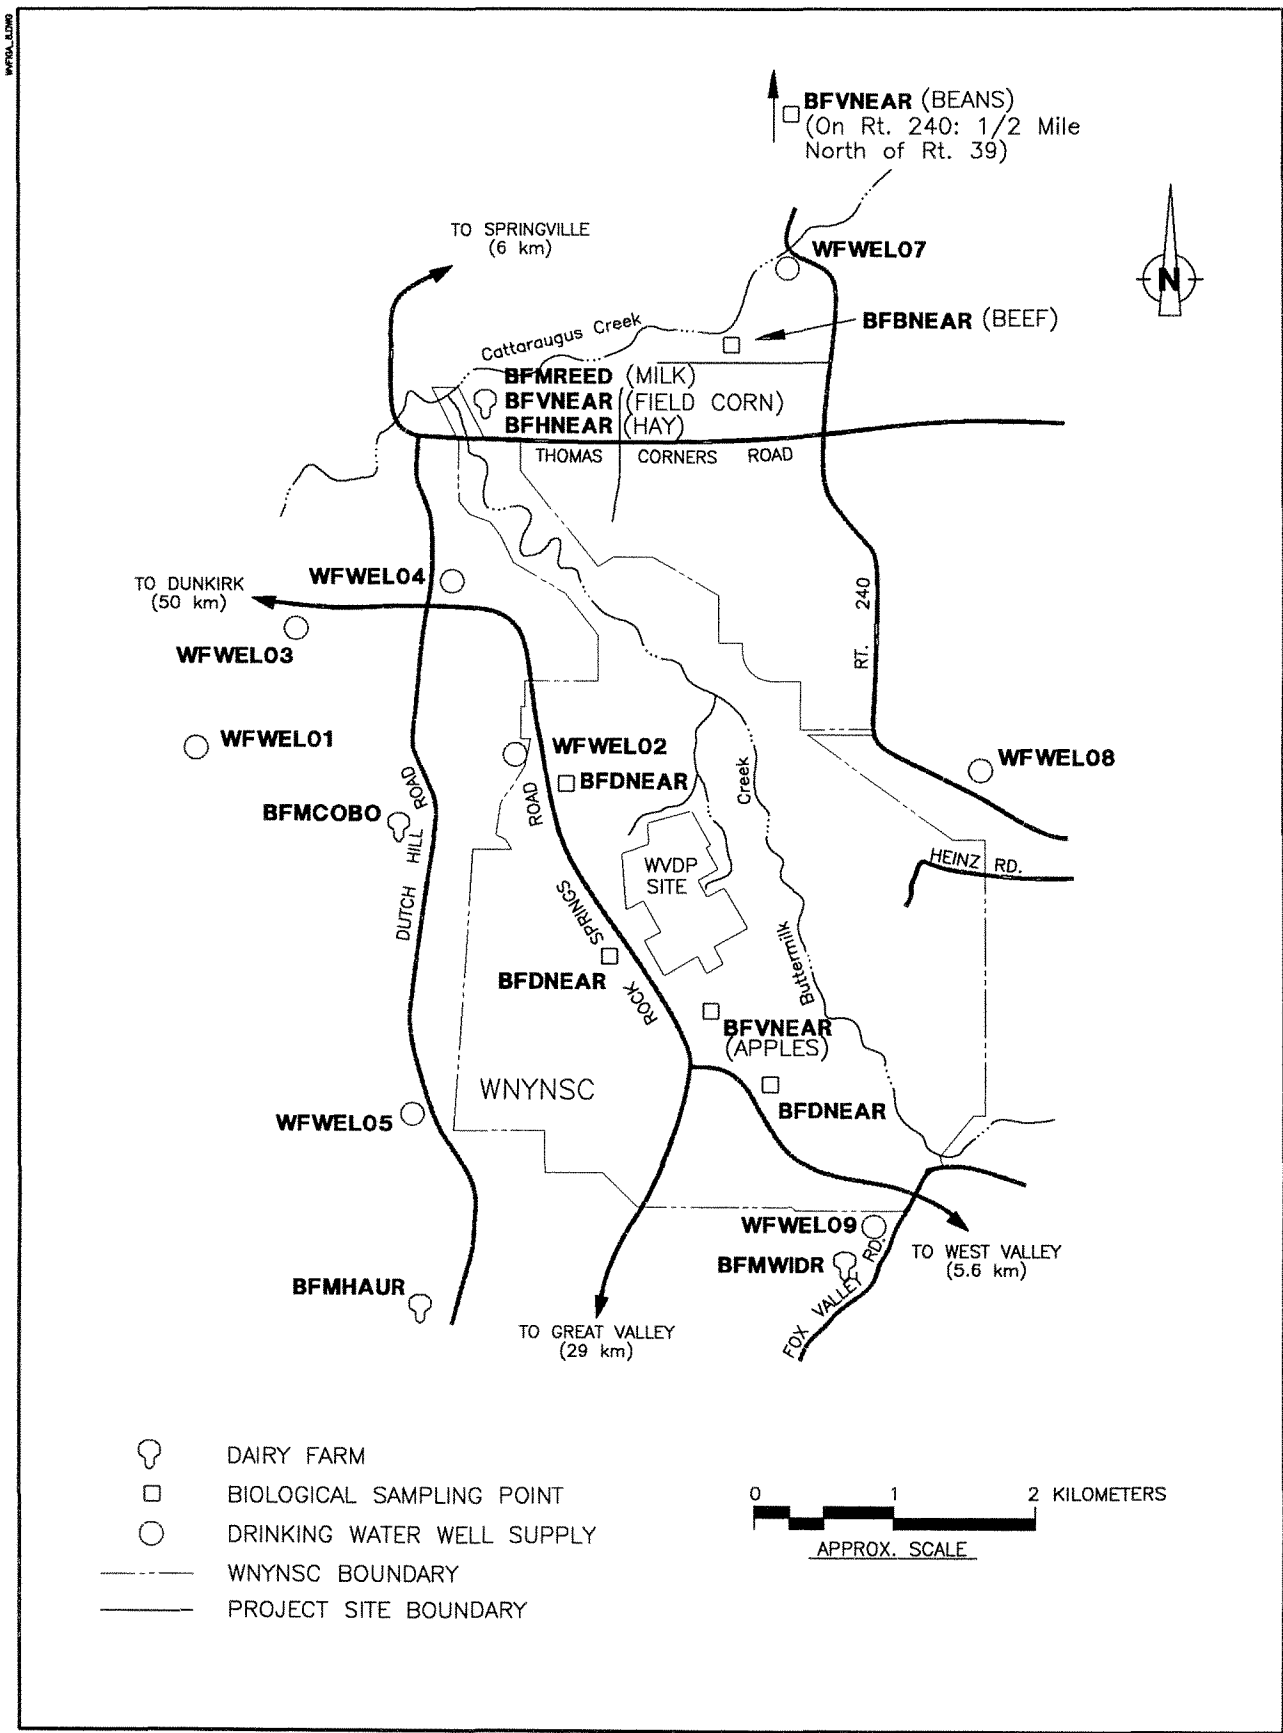 BFVNEAR (BEANS)
(On Rt. 240: 1/2 Mile
North of Rt. 39)
TO SPRINGVILLE
(6 km)
WFWEL07
N
BFBNEAR (BEEF)
Cattaraugus Creek
BFMREED (MILK)
BFVNEAR (FIELD CORN)
BFHNEAR (HAY)
THOMAS CORNERS ROAD
WFWEL04
TO DUNKIRK
(50 km)
RT. 240
WFWEL03
WFWEL01
WFWEL02
WFWEL08
BFDNEAR
BFMCOBO
DUTCH HILL ROAD
ROCK SPRINGS ROAD
Buttermilk Creek
WVDP
SITE
HEINZ RD.
BFDNEAR
BFVNEAR
(APPLES)
WNYNSC
BFDNEAR
WFWEL05
WFWEL09
BFMWIDR
TO WEST VALLEY
(5.6 km)
FOX VALLEY RD.
BFMHAUR
TO GREAT VALLEY
(29 km)
DAIRY FARM
BIOLOGICAL SAMPLING POINT
DRINKING WATER WELL SUPPLY
WNYNSC BOUNDARY
PROJECT SITE BOUNDARY
0 1 2 KILOMETERS
APPROX. SCALE